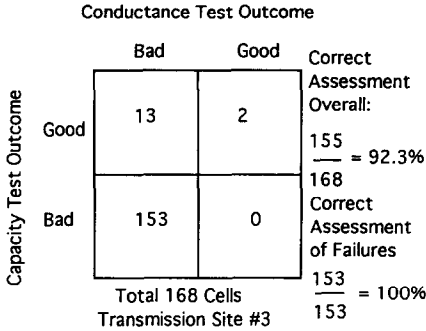 Conductance Test Outcome
Bad Good
Capacity Test Outcome
Good 13 2
Bad 153 0
Correct
Assessment
Overall:
155
168
= 92.3%
Correct
Assessment
of Failures
153
153
= 100%
Total 168 Cells
Transmission Site #3